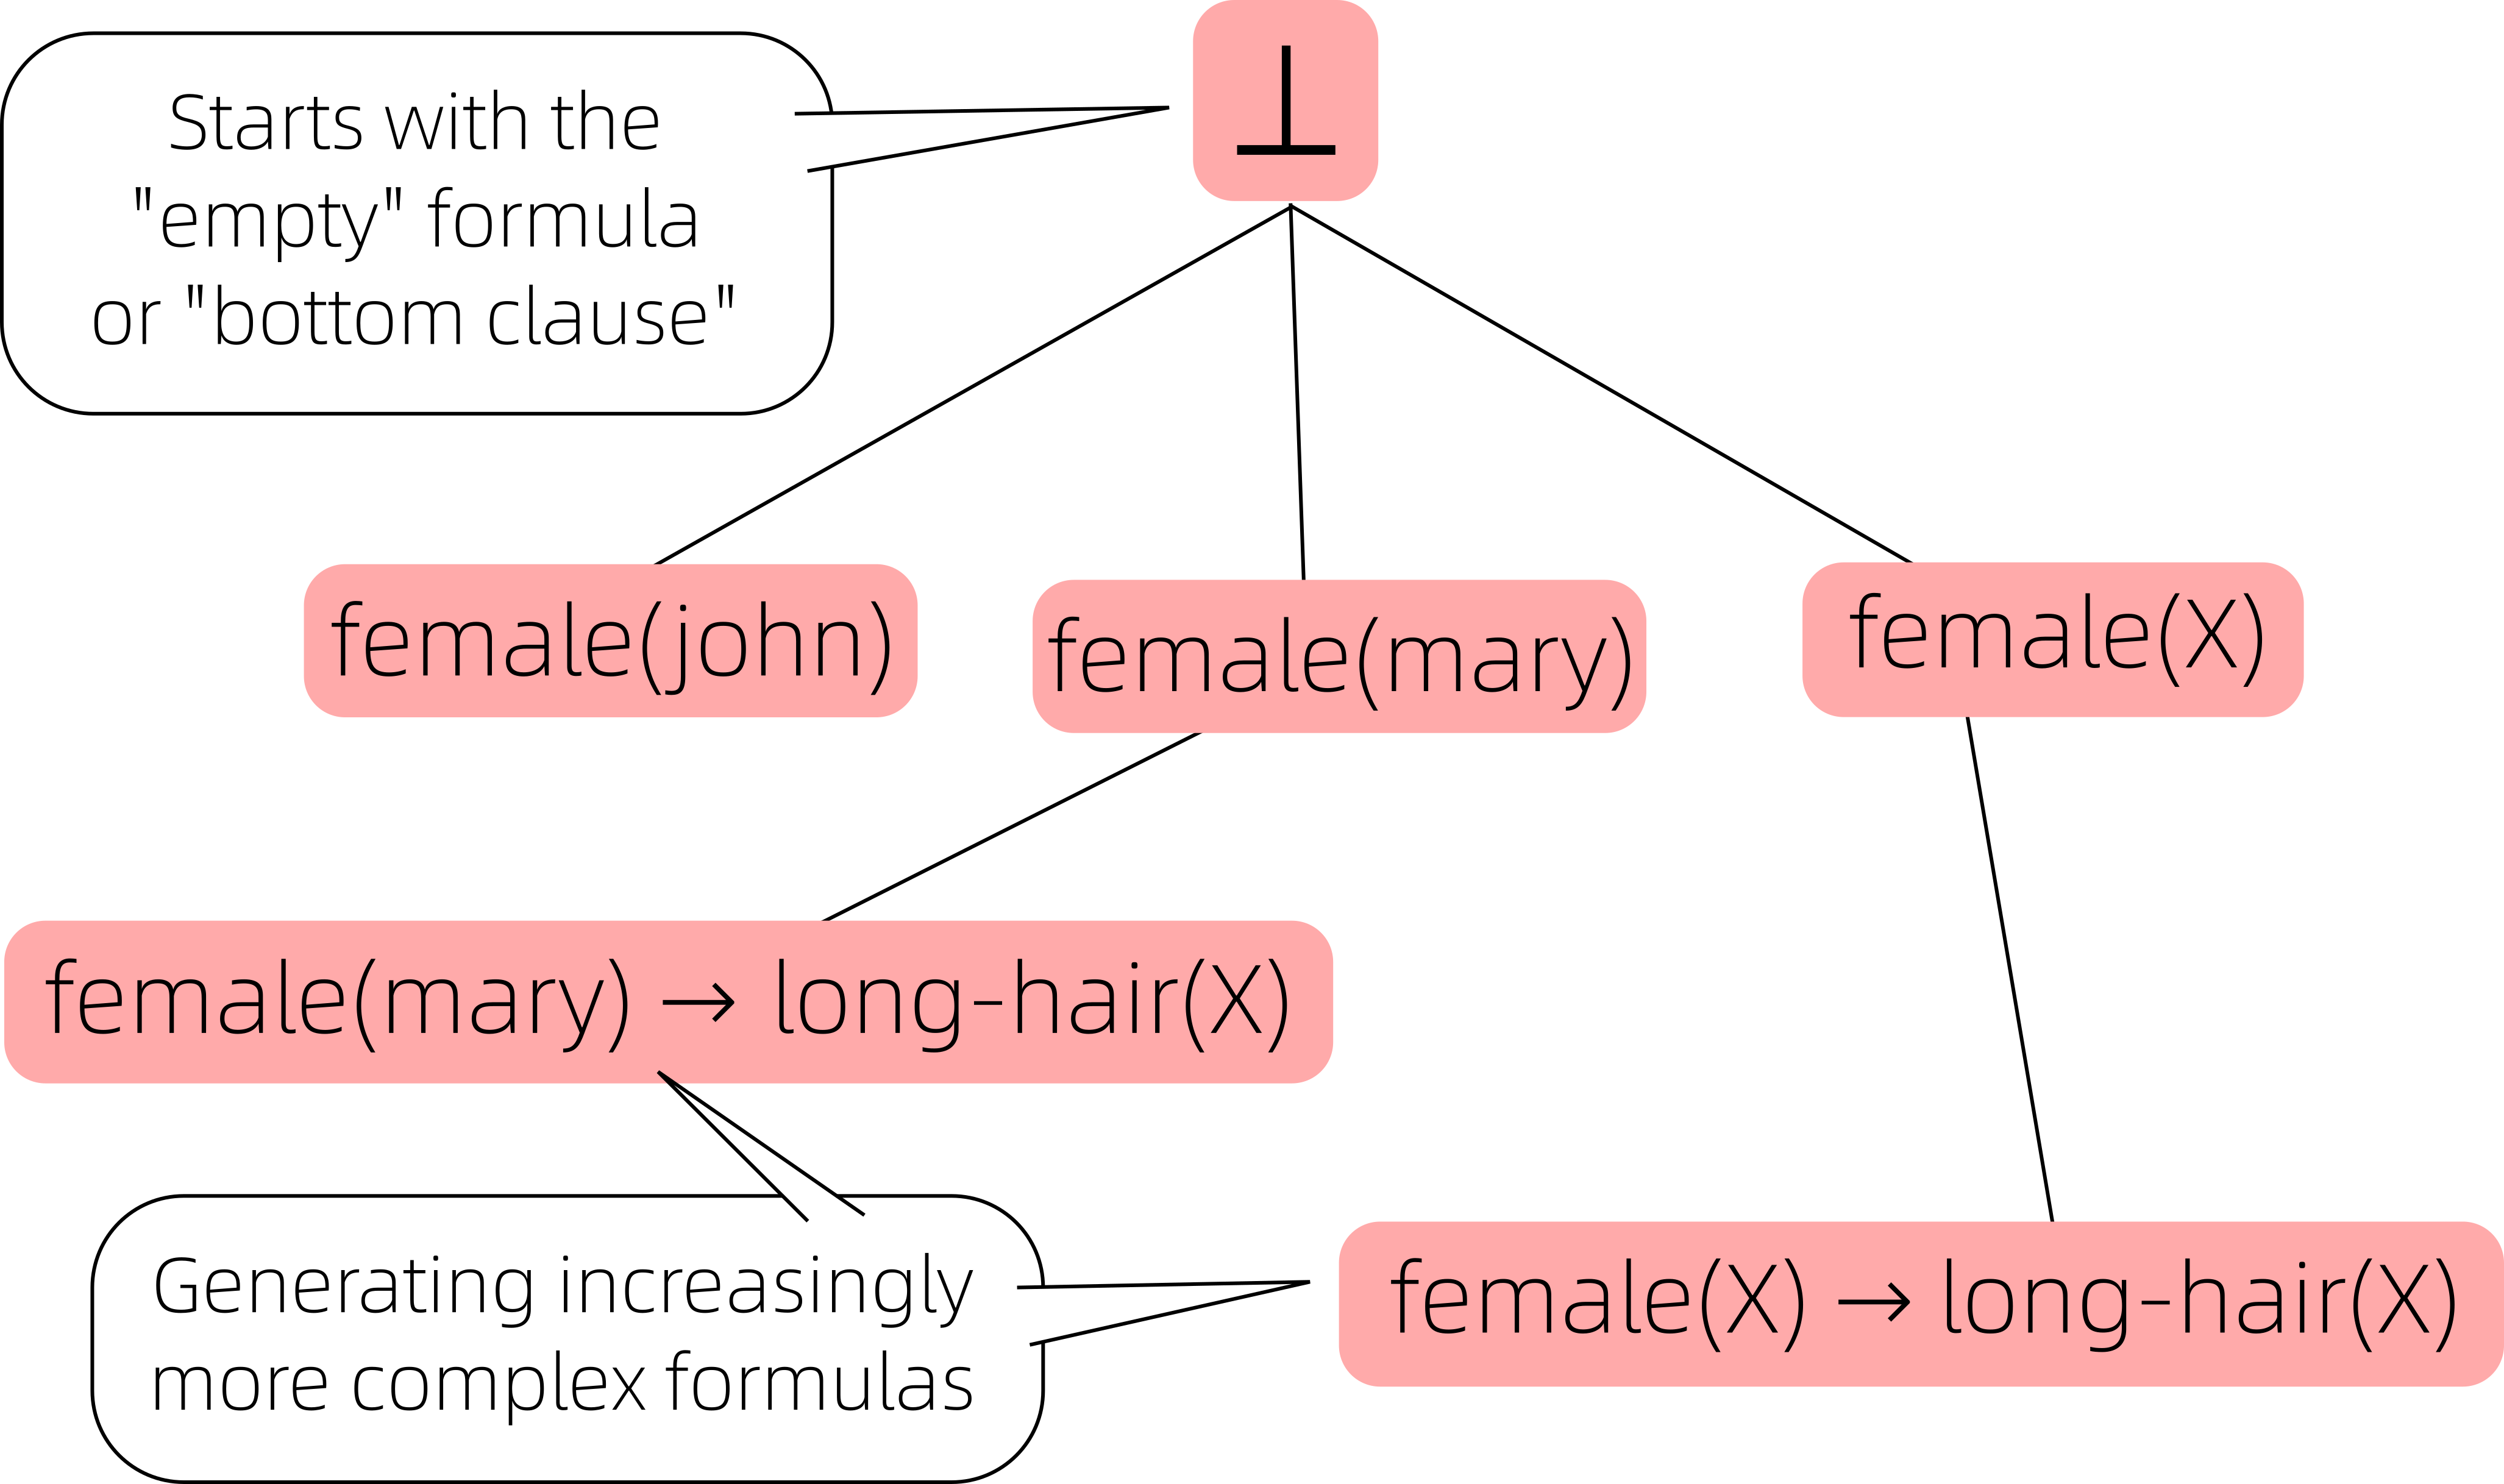 Starts with the
"empty" formula
or "bottom clause"
⊥
female(john)
female(mary)
female(X)
female(mary) → long-hair(X)
Generating increasingly
more complex formulas
female(X) → long-hair(X)